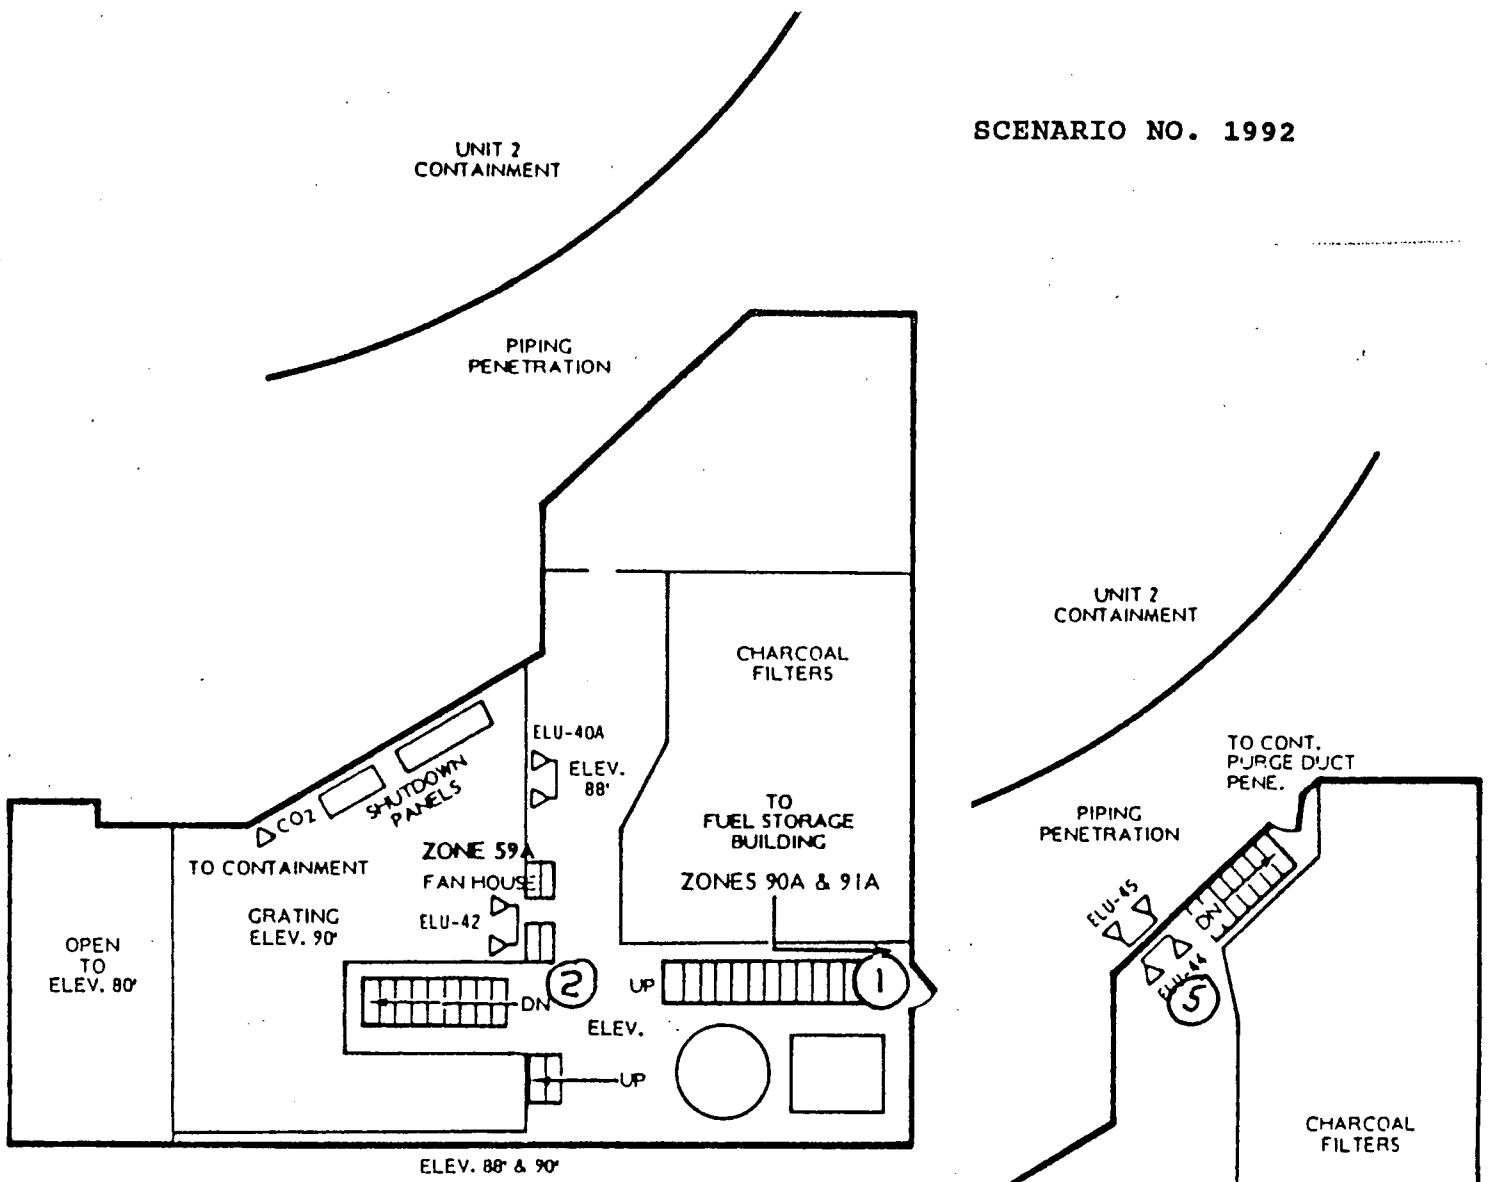 SCENARIO NO. 1992
UNIT 2
CONTAINMENT
PIPING
PENETRATION
CHARCOAL
FILTERS
ELU-40A
ELEV.
88'
SHUTDOWN
PANELS
CO2
TO CONTAINMENT
ZONE 59A
FAN HOUSE
ELU-42
GRATING
ELEV. 90'
OPEN
TO
ELEV. 80'
TO
FUEL STORAGE
BUILDING
ZONES 90A & 91A
2
UP
1
DN
ELEV.
UP
ELEV. 88' & 90'
UNIT 2
CONTAINMENT
TO CONT.
PURGE DUCT
PENE.
PIPING
PENETRATION
ELU-45
DN
ELU-44
5
CHARCOAL
FILTERS